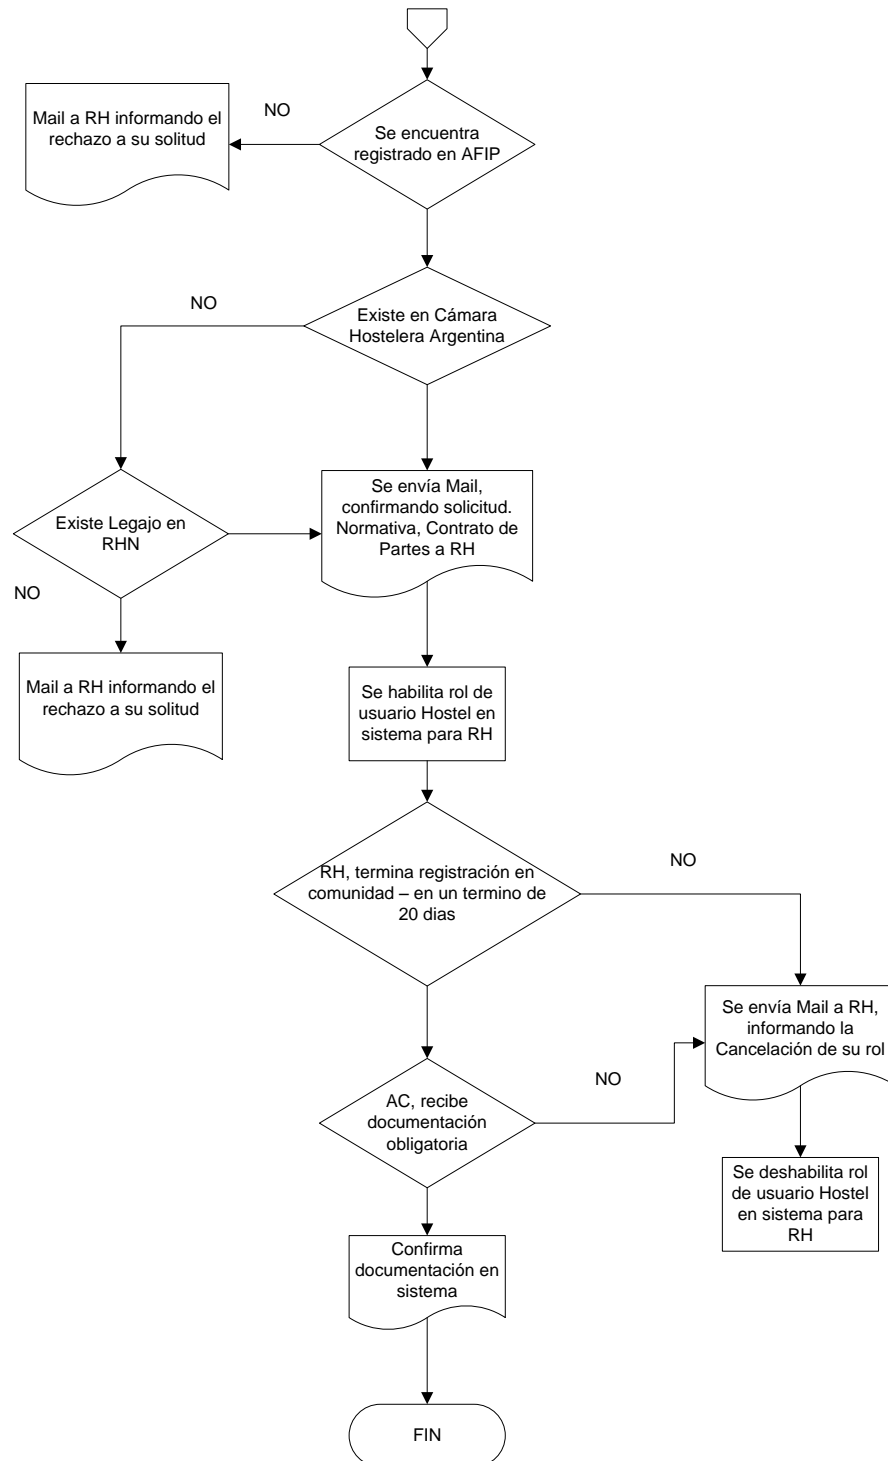 Mail a RH informando el
rechazo a su solitud
NO
Se encuentra
registrado en AFIP
NO
Existe en Cámara
Hostelera Argentina
Existe Legajo en
RHN
Se envía Mail,
confirmando solicitud.
Normativa, Contrato de
Partes a RH
NO
Mail a RH informando el
rechazo a su solitud
Se habilita rol de
usuario Hostel en
sistema para RH
RH, termina registración en
comunidad – en un termino de
20 dias
NO
Se envía Mail a RH,
informando la
Cancelación de su rol
NO
AC, recibe
documentación
obligatoria
Se deshabilita rol
de usuario Hostel
en sistema para
RH
Confirma
documentación en
sistema
FIN